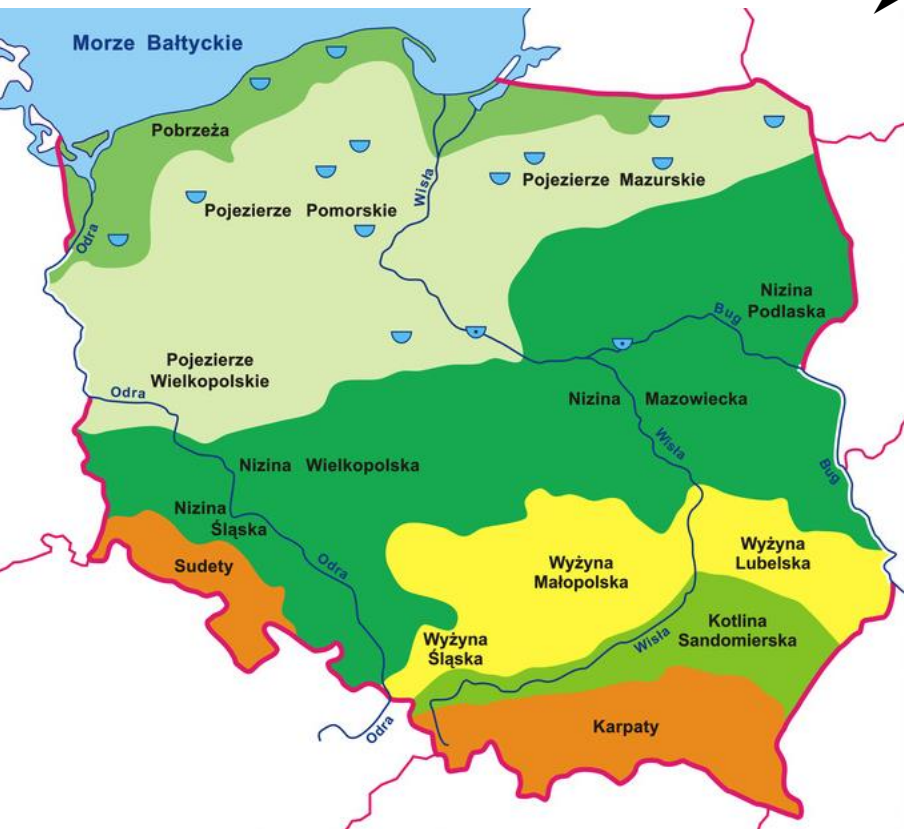 Morze Bałtyckie
Pobrzeża
Wisła
Pojezierze Mazurskie
Pojezierze Pomorskie
Odra
Nizina
Podlaska
Bug
Pojezierze
Wielkopolskie
Odra
Nizina Mazowiecka
Wisła
Nizina Wielkopolska
Bug
Nizina
Śląska
Sudety
Odra
Wyżyna
Małopolska
Wyżyna
Lubelska
Kotlina
Sandomierska
Wyżyna
Śląska
Wisła
Odra
Karpaty